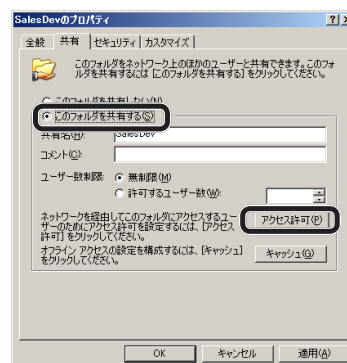 SalesDevのプロパティ
全般 共有 セキュリティ カスタマイズ
このフォルダをネットワーク上のほかのユーザーと共有できます。このフォ
ルダを共有するには [このフォルダを共有する] をクリックしてください。
このフォルダを共有しない(N)
このフォルダを共有する(S)
共有名(H): SalesDev
コメント(C):
ユーザー数制限: 無制限(M)
許可するユーザー数(W):
ネットワークを経由してこのフォルダにアクセスするユー
ザーのためにアクセス許可を設定するには、[アクセス
許可] をクリックしてください。
アクセス許可(P)
オフライン アクセスの設定を構成するには、[キャッシュ]
をクリックしてください。
キャッシュ(G)
OK キャンセル 適用(A)